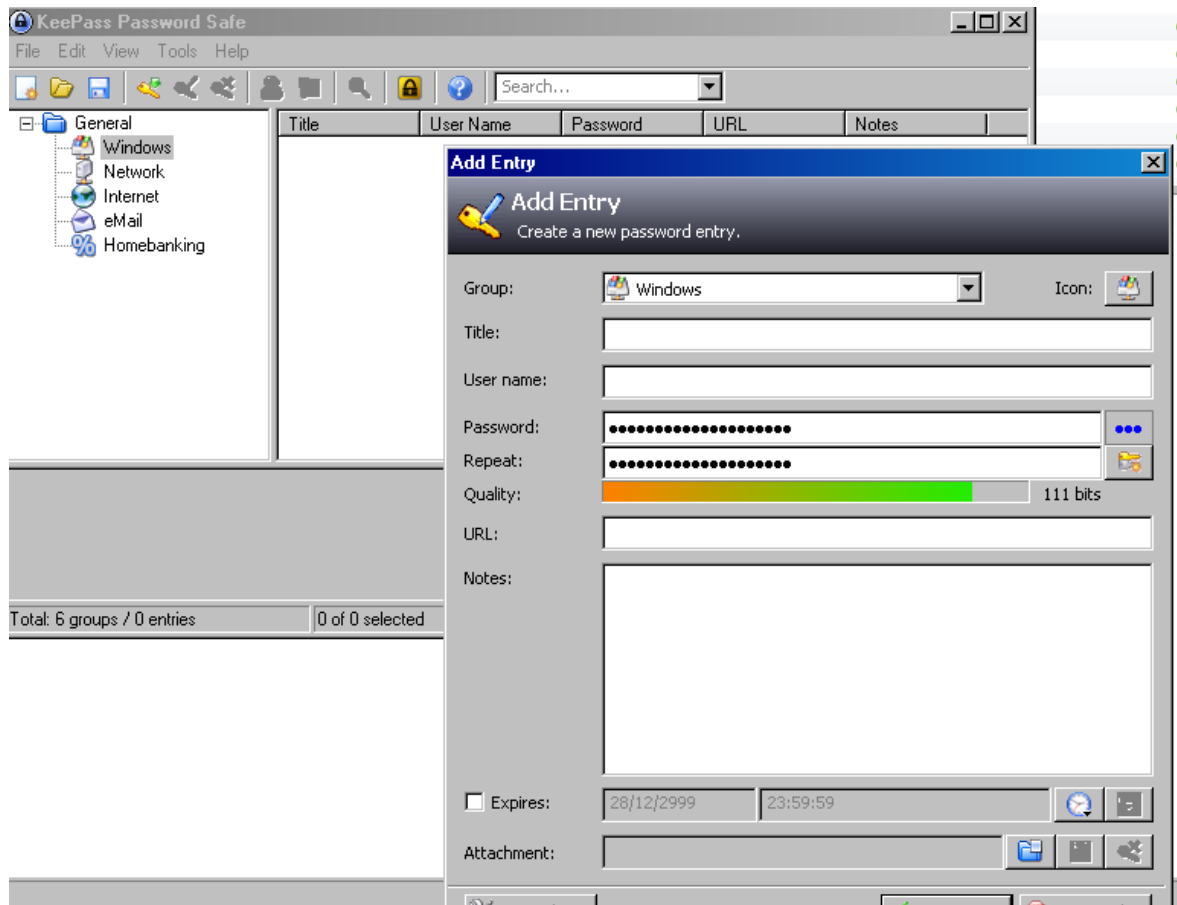 KeePass Password Safe
File Edit View Tools Help
Search...
General
Windows
Network
Internet
eMail
Homebanking
Title User Name Password URL Notes
Add Entry
Add Entry
Create a new password entry.
Group: Windows Icon:
Title:
User name:
Password: ●●●●●●●●●●●●●●●●●●●●
Repeat: ●●●●●●●●●●●●●●●●●●●●
Quality: 111 bits
URL:
Notes:
Expires: 28/12/2999 23:59:59
Attachment:
Total: 6 groups / 0 entries 0 of 0 selected